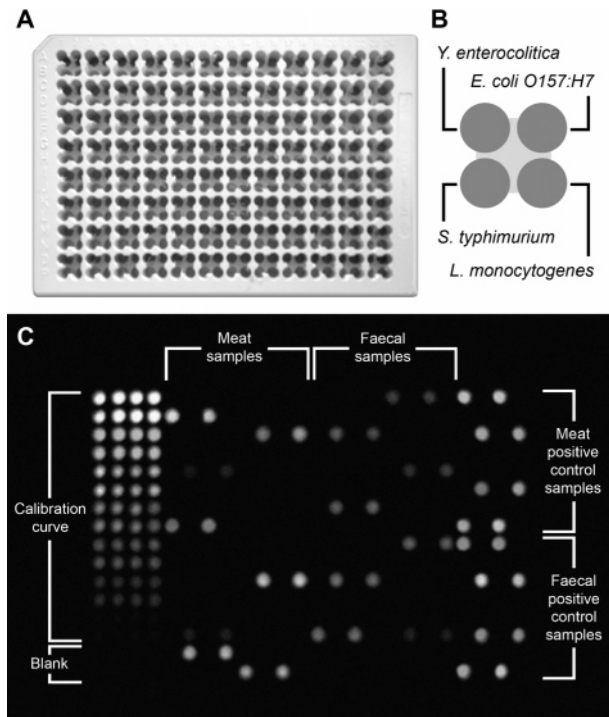 A
B
Y. enterocolitica
E. coli O157:H7
S. typhimurium
L. monocytogenes
C
Meat
samples
Faecal
samples
Calibration
curve
Blank
Meat
positive
control
samples
Faecal
positive
control
samples